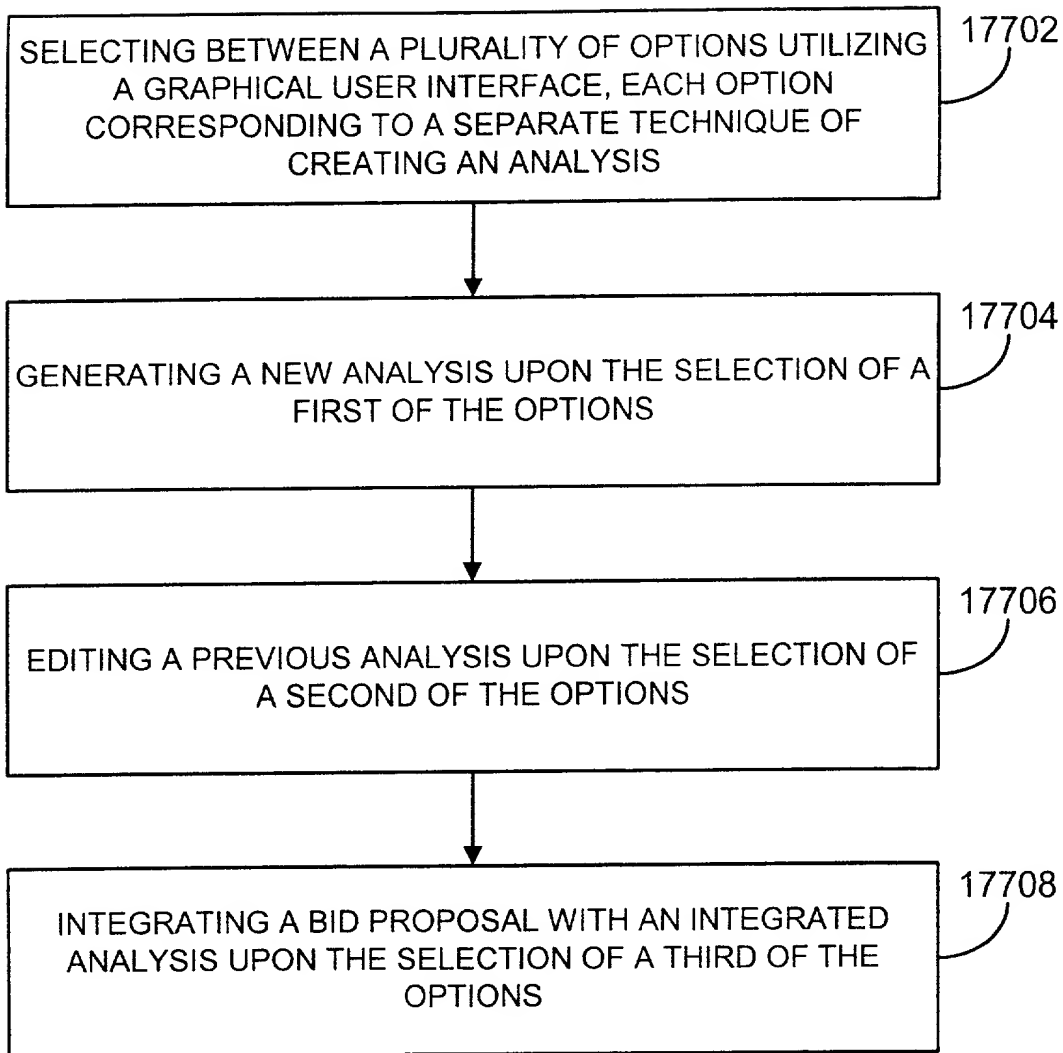 SELECTING BETWEEN A PLURALITY OF OPTIONS UTILIZING
A GRAPHICAL USER INTERFACE, EACH OPTION
CORRESPONDING TO A SEPARATE TECHNIQUE OF
CREATING AN ANALYSIS
17702
GENERATING A NEW ANALYSIS UPON THE SELECTION OF A
FIRST OF THE OPTIONS
17704
EDITING A PREVIOUS ANALYSIS UPON THE SELECTION OF
A SECOND OF THE OPTIONS
17706
INTEGRATING A BID PROPOSAL WITH AN INTEGRATED
ANALYSIS UPON THE SELECTION OF A THIRD OF THE
OPTIONS
17708